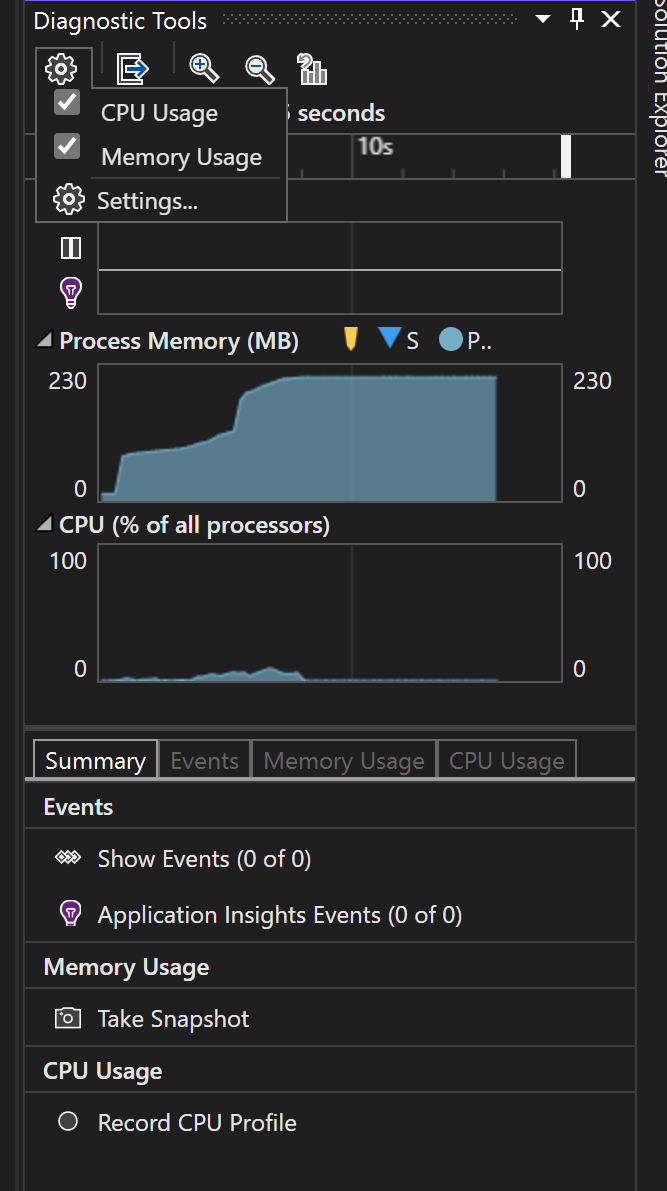 Diagnostic Tools
Solution Explorer
CPU Usage
seconds
Memory Usage
10s
Settings...
Process Memory (MB) S P..
230 230
0 0
CPU (% of all processors)
100 100
0 0
Summary Events Memory Usage CPU Usage
Events
Show Events (0 of 0)
Application Insights Events (0 of 0)
Memory Usage
Take Snapshot
CPU Usage
Record CPU Profile